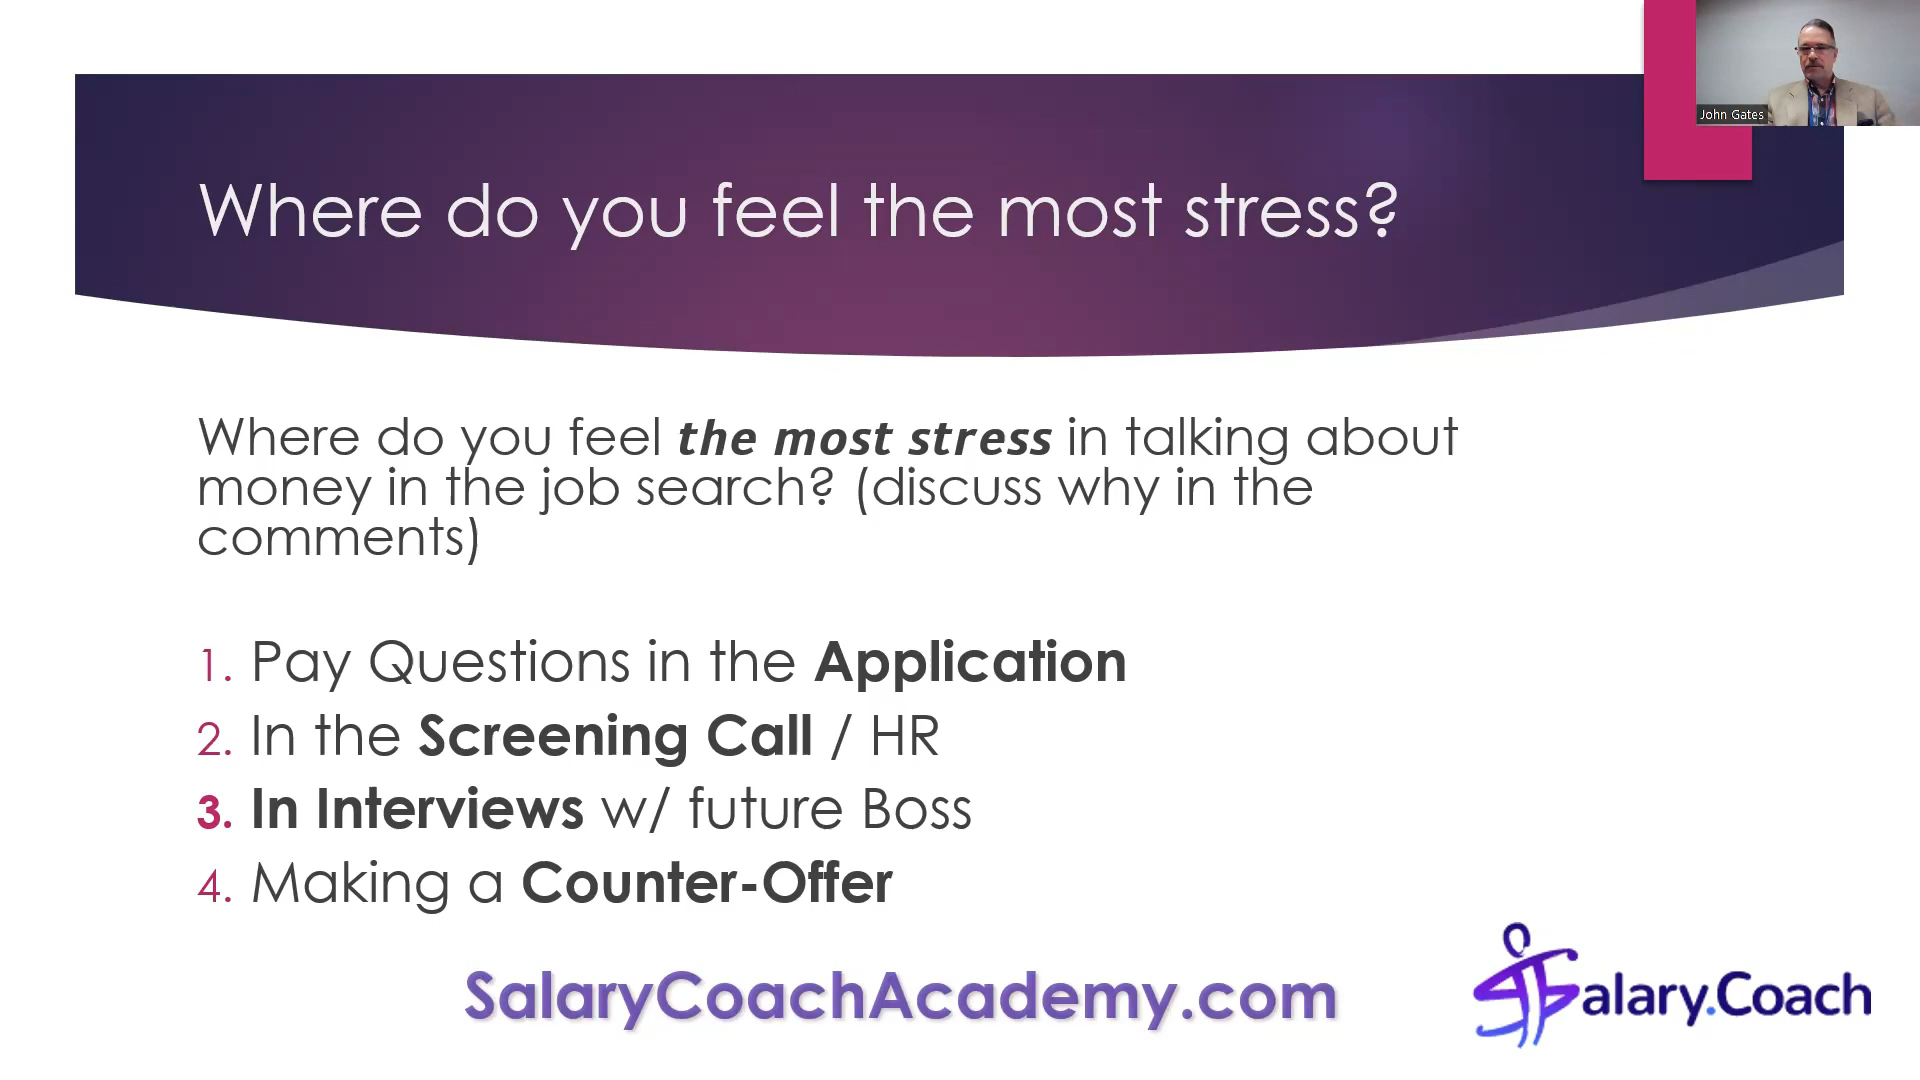 John Gates
Where do you feel the most stress?
Where do you feel the most stress in talking about
money in the job search? (discuss why in the
comments)
1. Pay Questions in the Application
2. In the Screening Call / HR
3. In Interviews w/ future Boss
4. Making a Counter-Offer
SalaryCoachAcademy.com
Salary.Coach